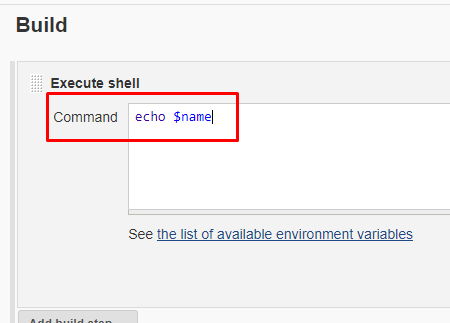 Build
Execute shell
Command
echo $name
See the list of available environment variables
Add build step